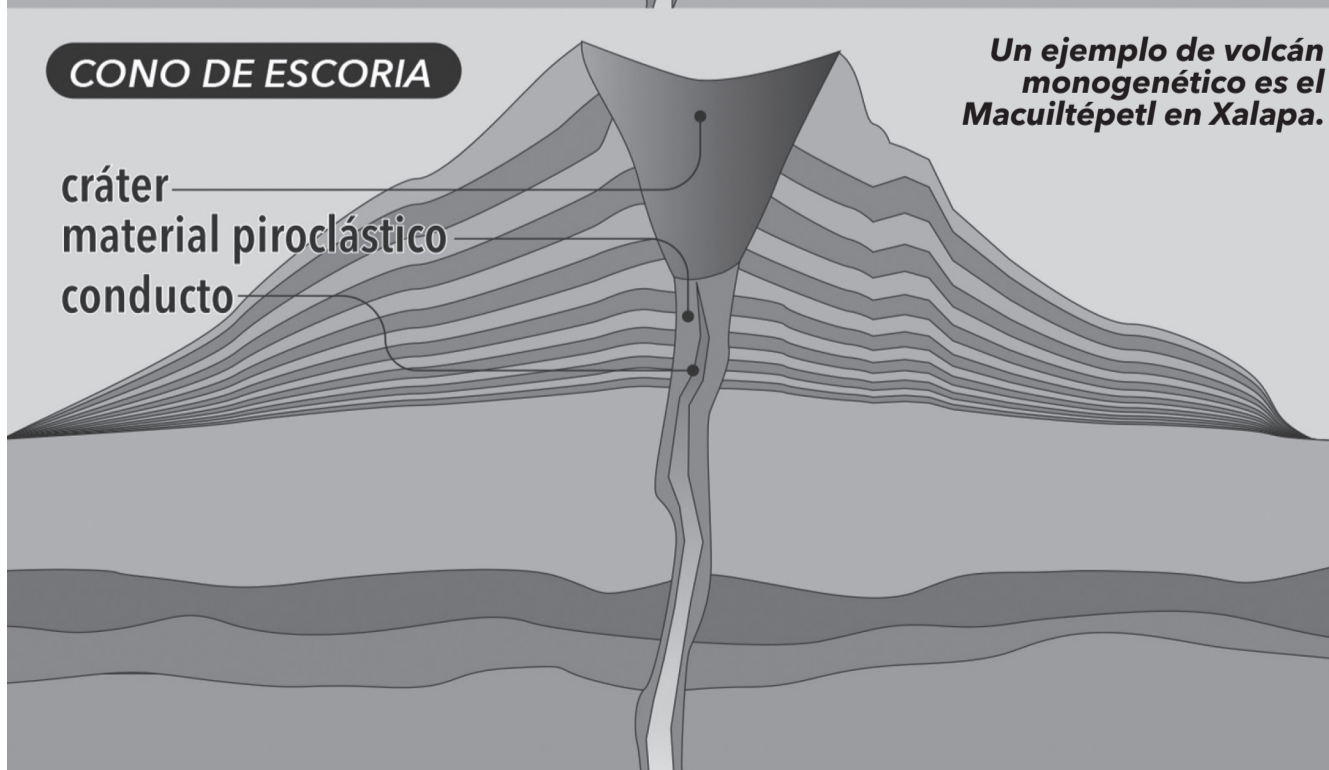 CONO DE ESCORIA
Un ejemplo de volcán
monogenético es el
Macuiltépetl en Xalapa.
cráter
material piroclástico
conducto